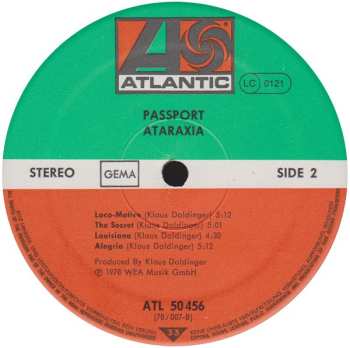 ATLANTIC
LC 0121
PASSPORT
ATARAXIA
STEREO GEMA SIDE 2
Loco-Motive (Klaus Doldinger) 5:12
The Secret (Klaus Doldinger) 5:01
Louisiana (Klaus Doldinger) 4:30
Alegria (Klaus Doldinger) 5:12
Produced By Klaus Doldinger
Ⓟ 1978 WEA Musik GmbH
ATL 50 456
(78/007-B)
33